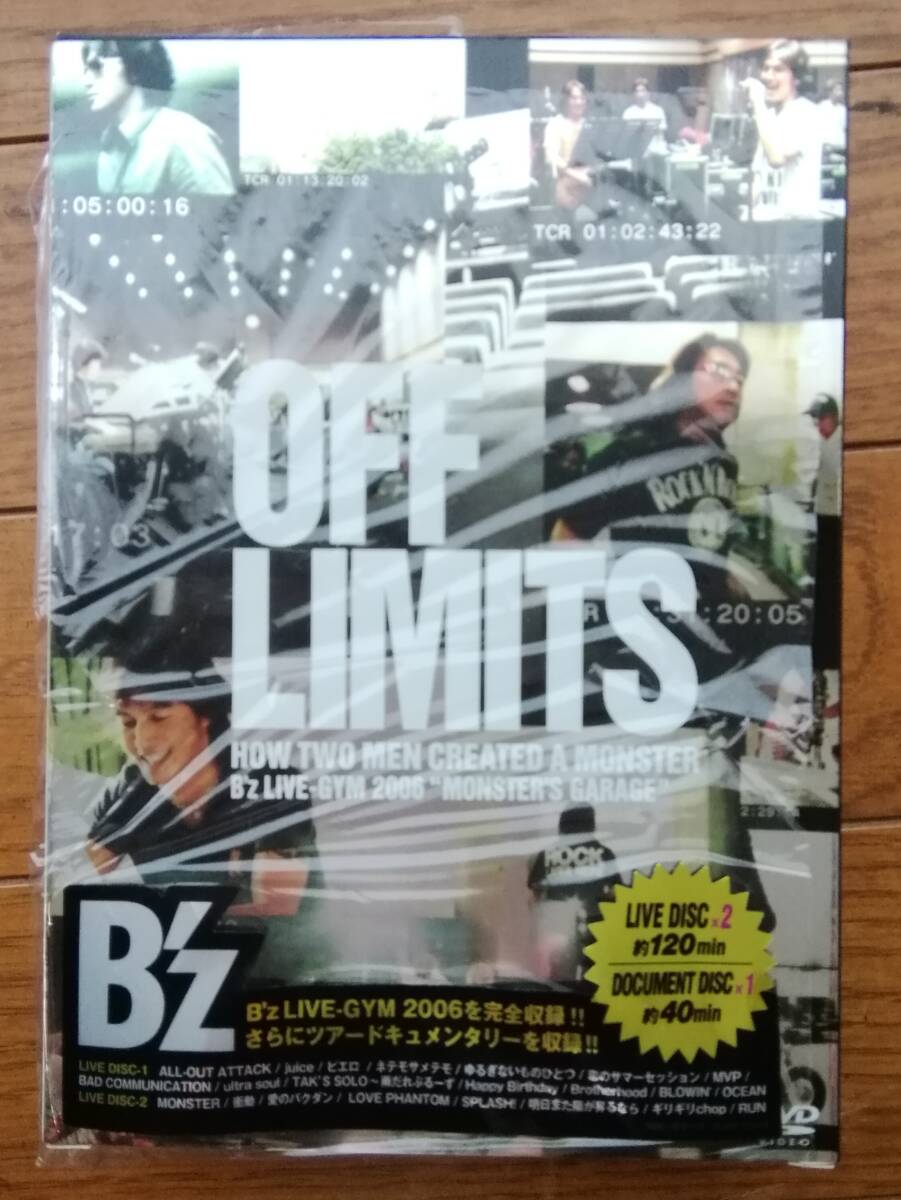 TCR 01:13:20:02
:05:00:16
TCR 01:02:43:22
OFF
ROCK'N
7:03
LIMITS
:20:05
HOW TWO MEN CREATED A MONSTER
B'z LIVE-GYM 2006 "MONSTER'S GARAGE"
2:29:
ROCK
B'z
LIVE DISC×2
約120min
DOCUMENT DISC×1
約40min
B'z LIVE-GYM 2006を完全収録!!
さらにツアードキュメンタリーを収録!!
LIVE DISC-1 ALL-OUT ATTACK / juice / ピエロ / ネテモサメテモ / ゆるぎないものひとつ / 恋のサマーセッション / MVP /
BAD COMMUNICATION / ultra soul / TAK'S SOLO～雨だれぶるーず / Happy Birthday / Brotherhood / BLOWIN' / OCEAN
LIVE DISC-2 MONSTER / 衝動 / 愛のバクダン / LOVE PHANTOM / SPLASH! / 明日また陽が昇るなら / ギリギリchop / RUN
DVD
VIDEO